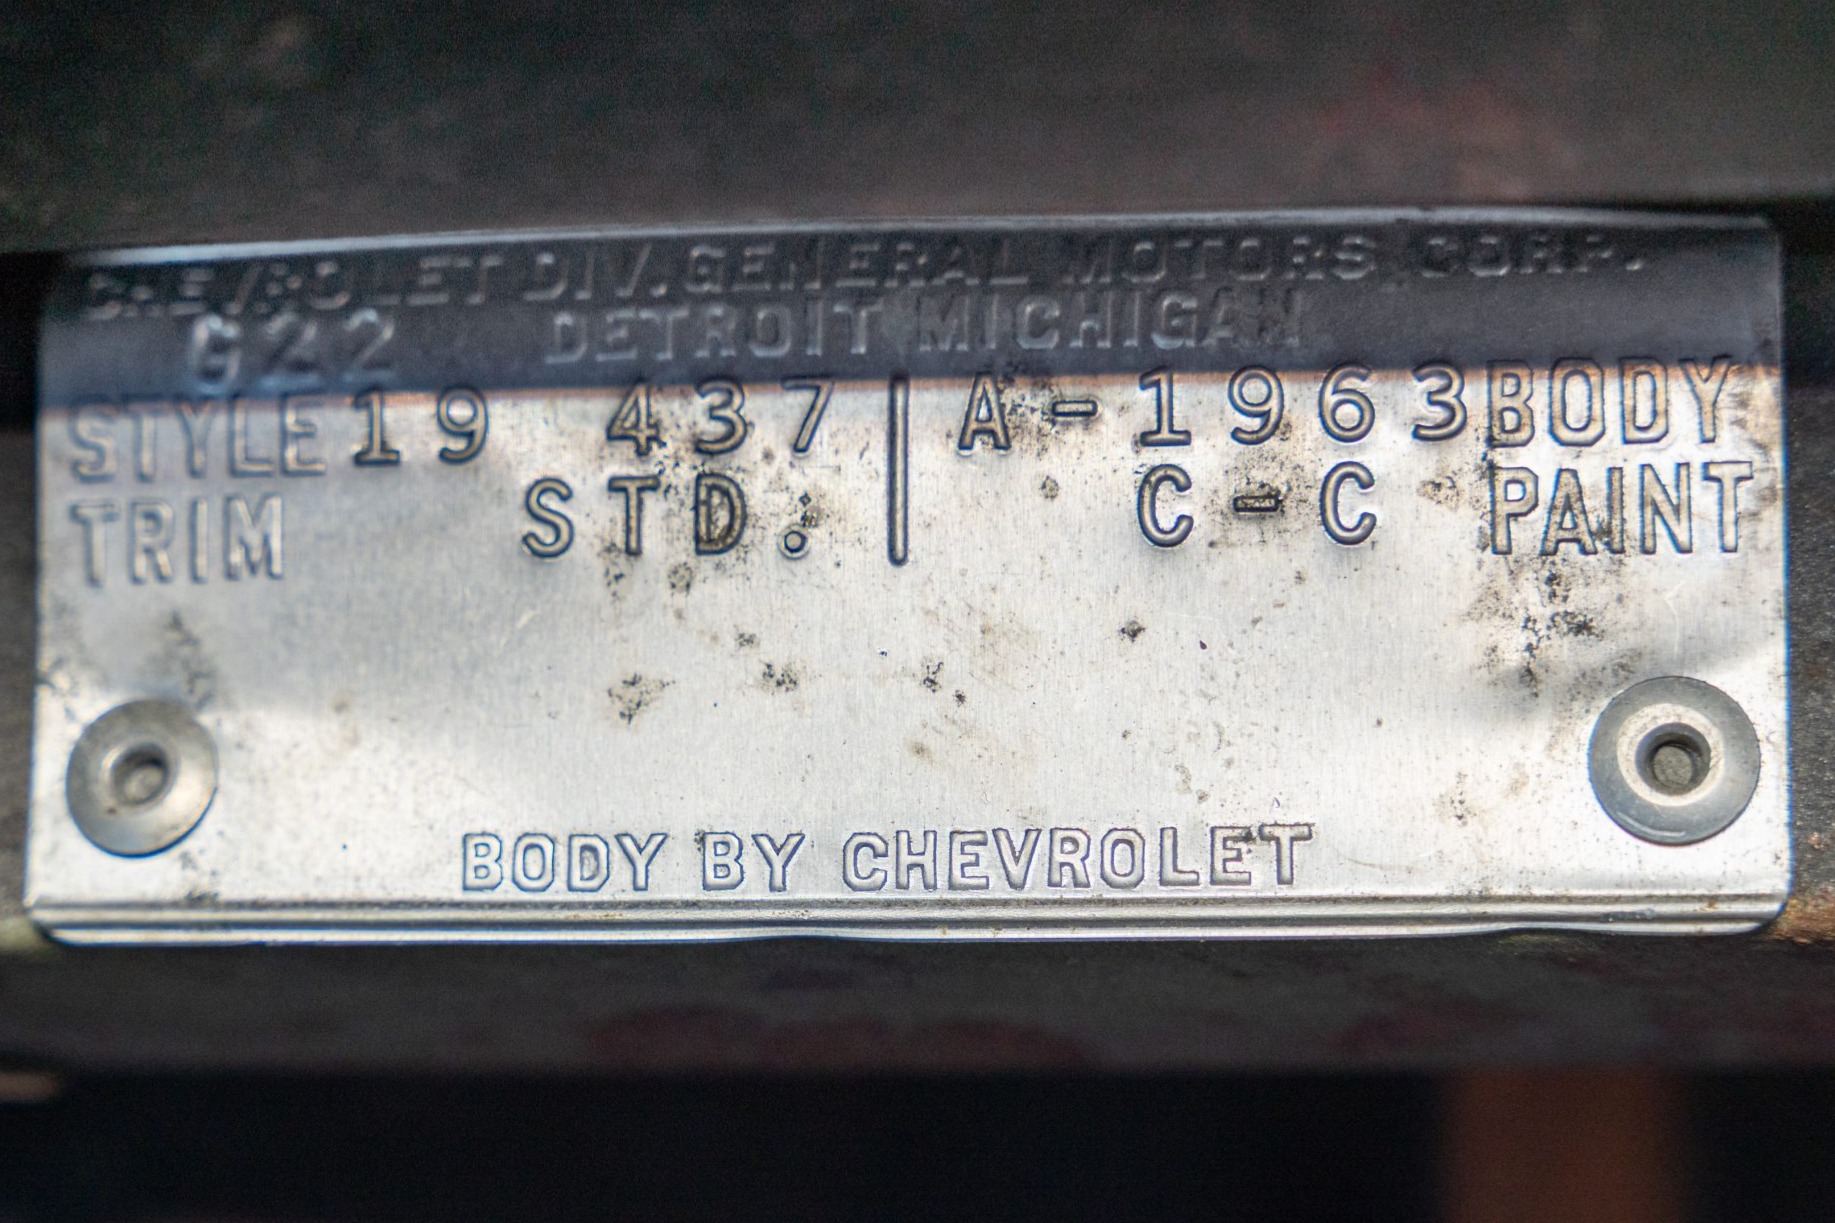 CHEVROLET DIV. GENERAL MOTORS CORP.
G22 DETROIT MICHIGAN
STYLE 19 437 | A-1963 BODY
TRIM STD. | C-C PAINT
BODY BY CHEVROLET